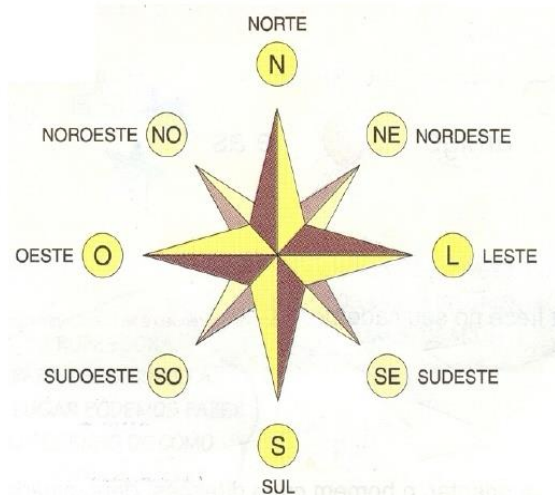 NORTE
N
NOROESTE NO
NE NORDESTE
OESTE O
L LESTE
SUDOESTE SO
SE SUDESTE
S
SUL